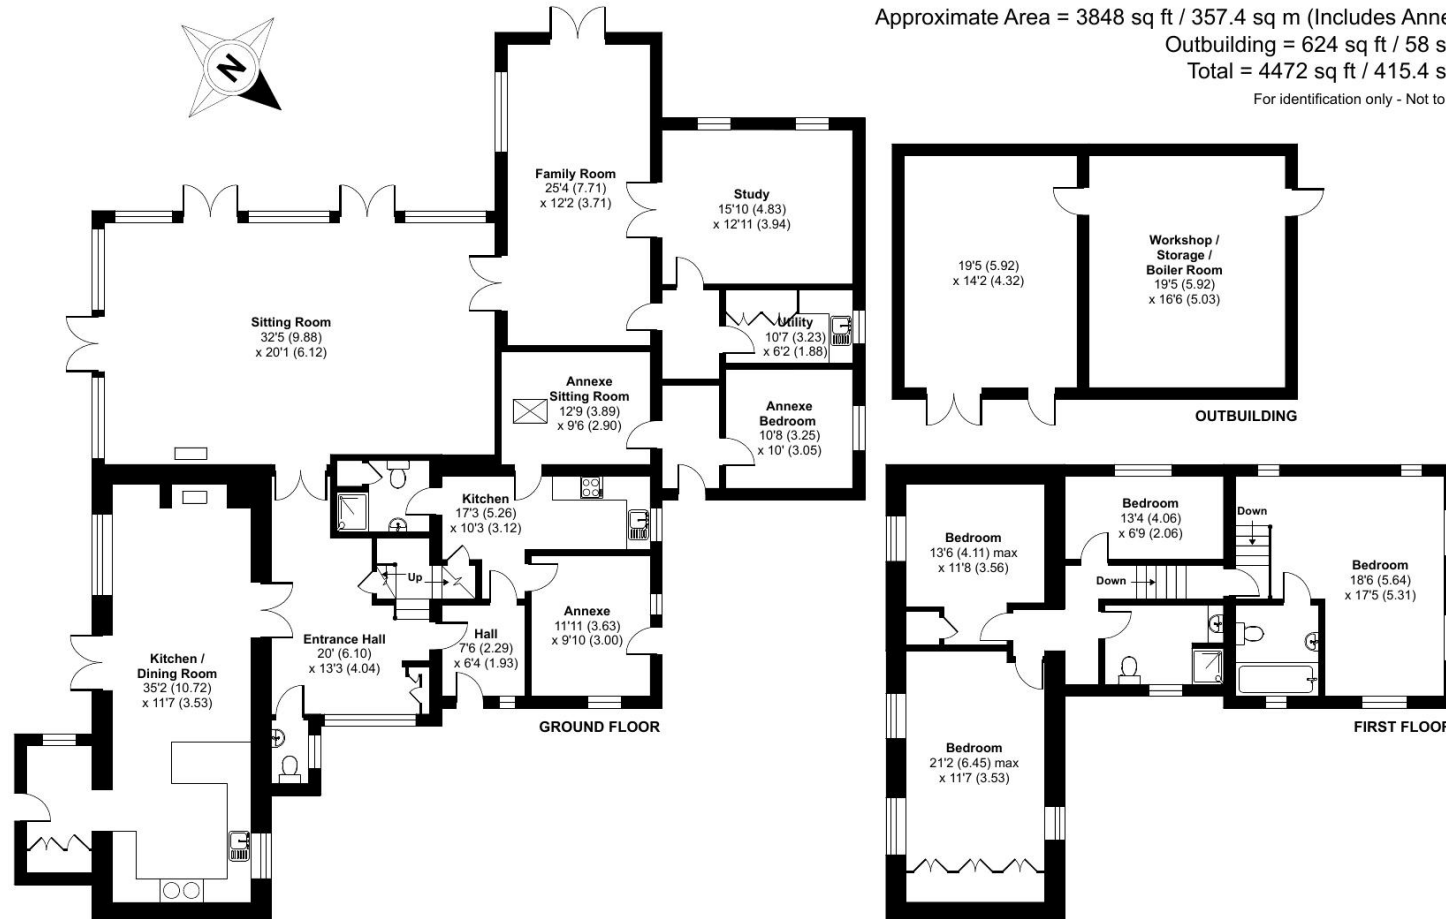 Approximate Area = 3848 sq ft / 357.4 sq m (Includes Anne
Outbuilding = 624 sq ft / 58 s
Total = 4472 sq ft / 415.4 s
For identification only - Not to
N
Family Room
25'4 (7.71)
x 12'2 (3.71)
Study
15'10 (4.83)
x 12'11 (3.94)
Sitting Room
32'5 (9.88)
x 20'1 (6.12)
Utility
10'7 (3.23)
x 6'2 (1.88)
Annexe
Sitting Room
12'9 (3.89)
x 9'6 (2.90)
Annexe
Bedroom
10'8 (3.25)
x 10' (3.05)
Kitchen
17'3 (5.26)
x 10'3 (3.12)
Up
Annexe
11'11 (3.63)
x 9'10 (3.00)
Hall
7'6 (2.29)
x 6'4 (1.93)
Entrance Hall
20' (6.10)
x 13'3 (4.04)
Kitchen /
Dining Room
35'2 (10.72)
x 11'7 (3.53)
GROUND FLOOR
19'5 (5.92)
x 14'2 (4.32)
Workshop /
Storage /
Boiler Room
19'5 (5.92)
x 16'6 (5.03)
OUTBUILDING
Bedroom
13'6 (4.11) max
x 11'8 (3.56)
Bedroom
13'4 (4.06)
x 6'9 (2.06)
Down
Down
Bedroom
18'6 (5.64)
x 17'5 (5.31)
Bedroom
21'2 (6.45) max
x 11'7 (3.53)
FIRST FLOOR